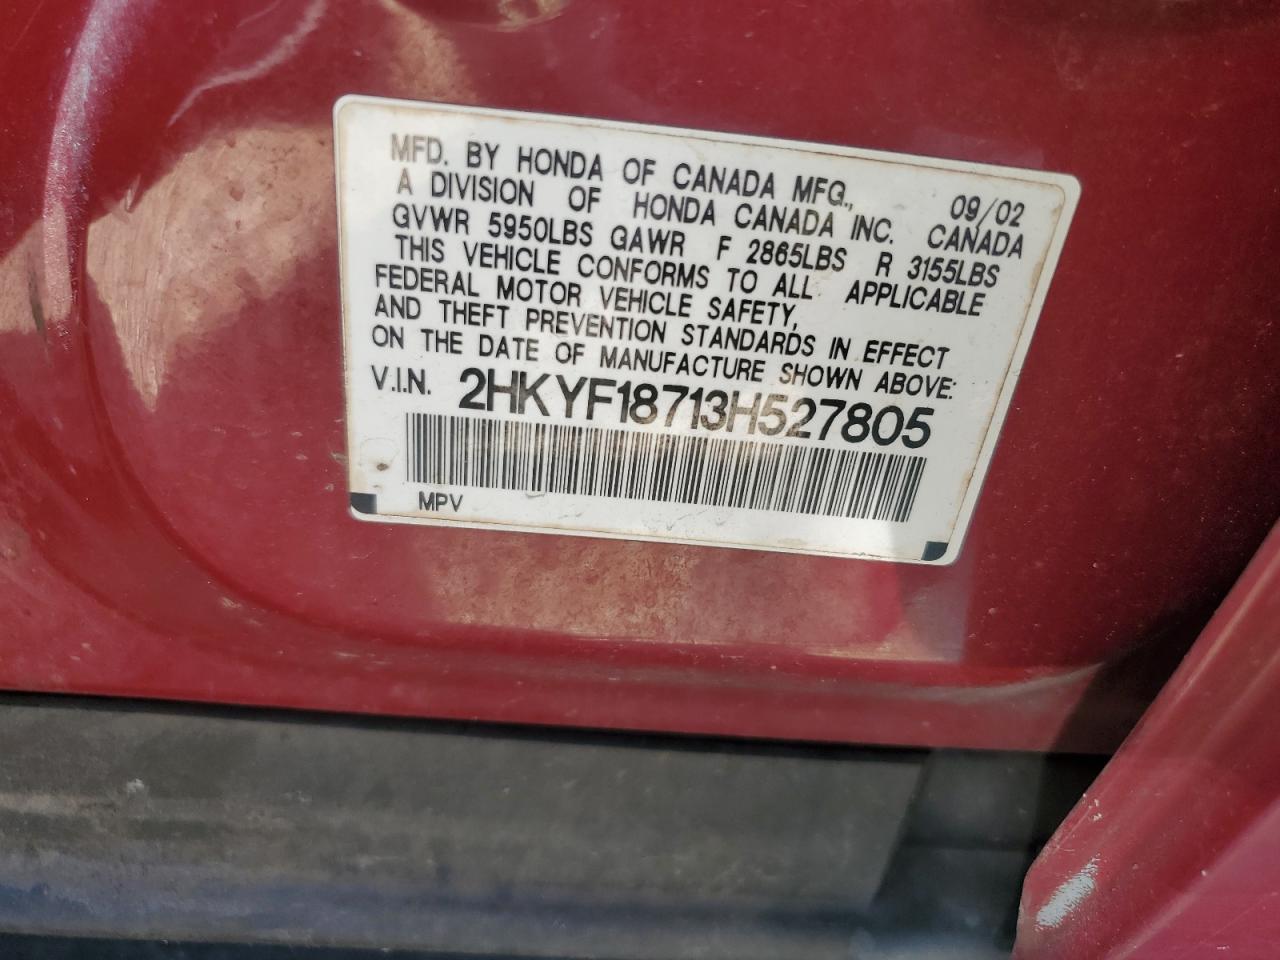 MFD. BY HONDA OF CANADA MFG., 09/02
A DIVISION OF HONDA CANADA INC. CANADA
GVWR 5950LBS GAWR F 2865LBS R 3155LBS
THIS VEHICLE CONFORMS TO ALL APPLICABLE
FEDERAL MOTOR VEHICLE SAFETY,
AND THEFT PREVENTION STANDARDS IN EFFECT
ON THE DATE OF MANUFACTURE SHOWN ABOVE:
V.I.N. 2HKYF18713H527805
MPV